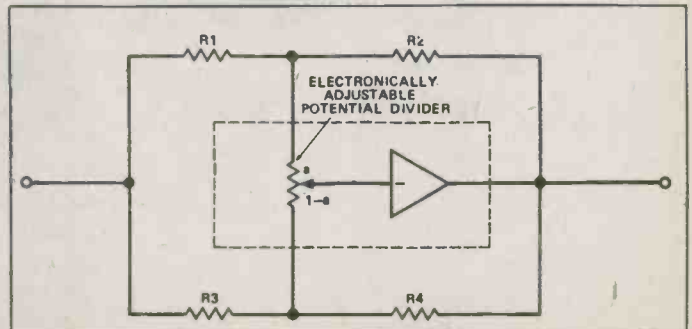 R1
R2
ELECTRONICALLY
ADJUSTABLE
POTENTIAL DIVIDER
a
1-a
R3
R4